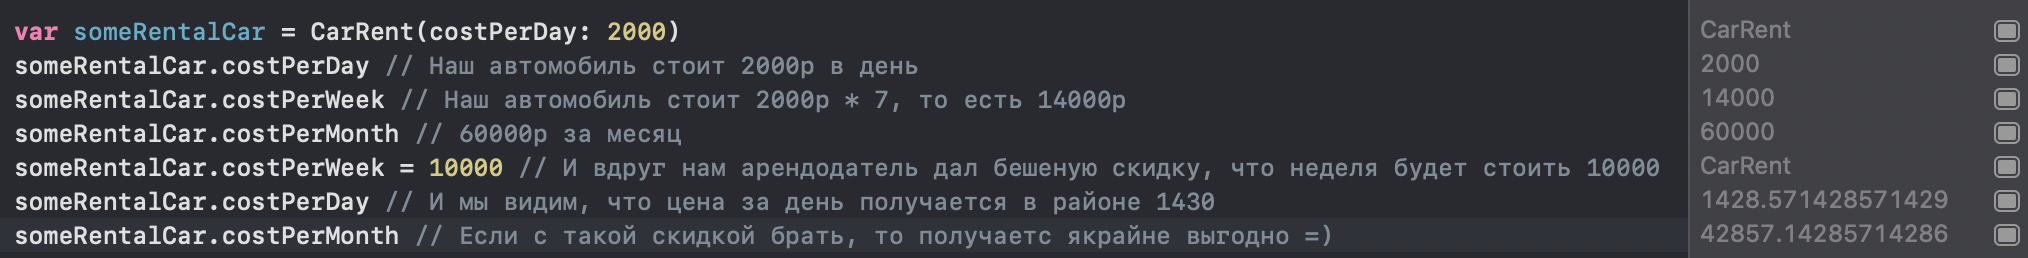 var someRentalCar = CarRent(costPerDay: 2000) CarRent
someRentalCar.costPerDay // Наш автомобиль стоит 2000р в день 2000
someRentalCar.costPerWeek // Наш автомобиль стоит 2000р * 7, то есть 14000р 14000
someRentalCar.costPerMonth // 60000р за месяц 60000
someRentalCar.costPerWeek = 10000 // И вдруг нам арендодатель дал бешеную скидку, что неделя будет стоить 10000 CarRent
someRentalCar.costPerDay // И мы видим, что цена за день получается в районе 1430 1428.571428571429
someRentalCar.costPerMonth // Если с такой скидкой брать, то получаетс якрайне выгодно =) 42857.14285714286